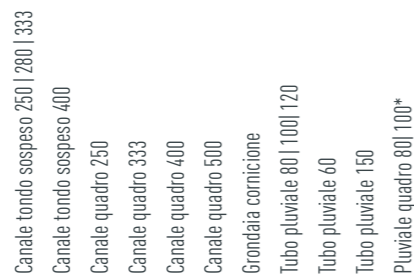 Canale tondo sospeso 250 | 280 | 333
Canale tondo sospeso 400
Canale quadro 250
Canale quadro 333
Canale quadro 400
Canale quadro 500
Grondaia cornicione
Tubo pluviale 80 | 100| 120
Tubo pluviale 60
Tubo pluviale 150
Pluviale quadro 80| 100*